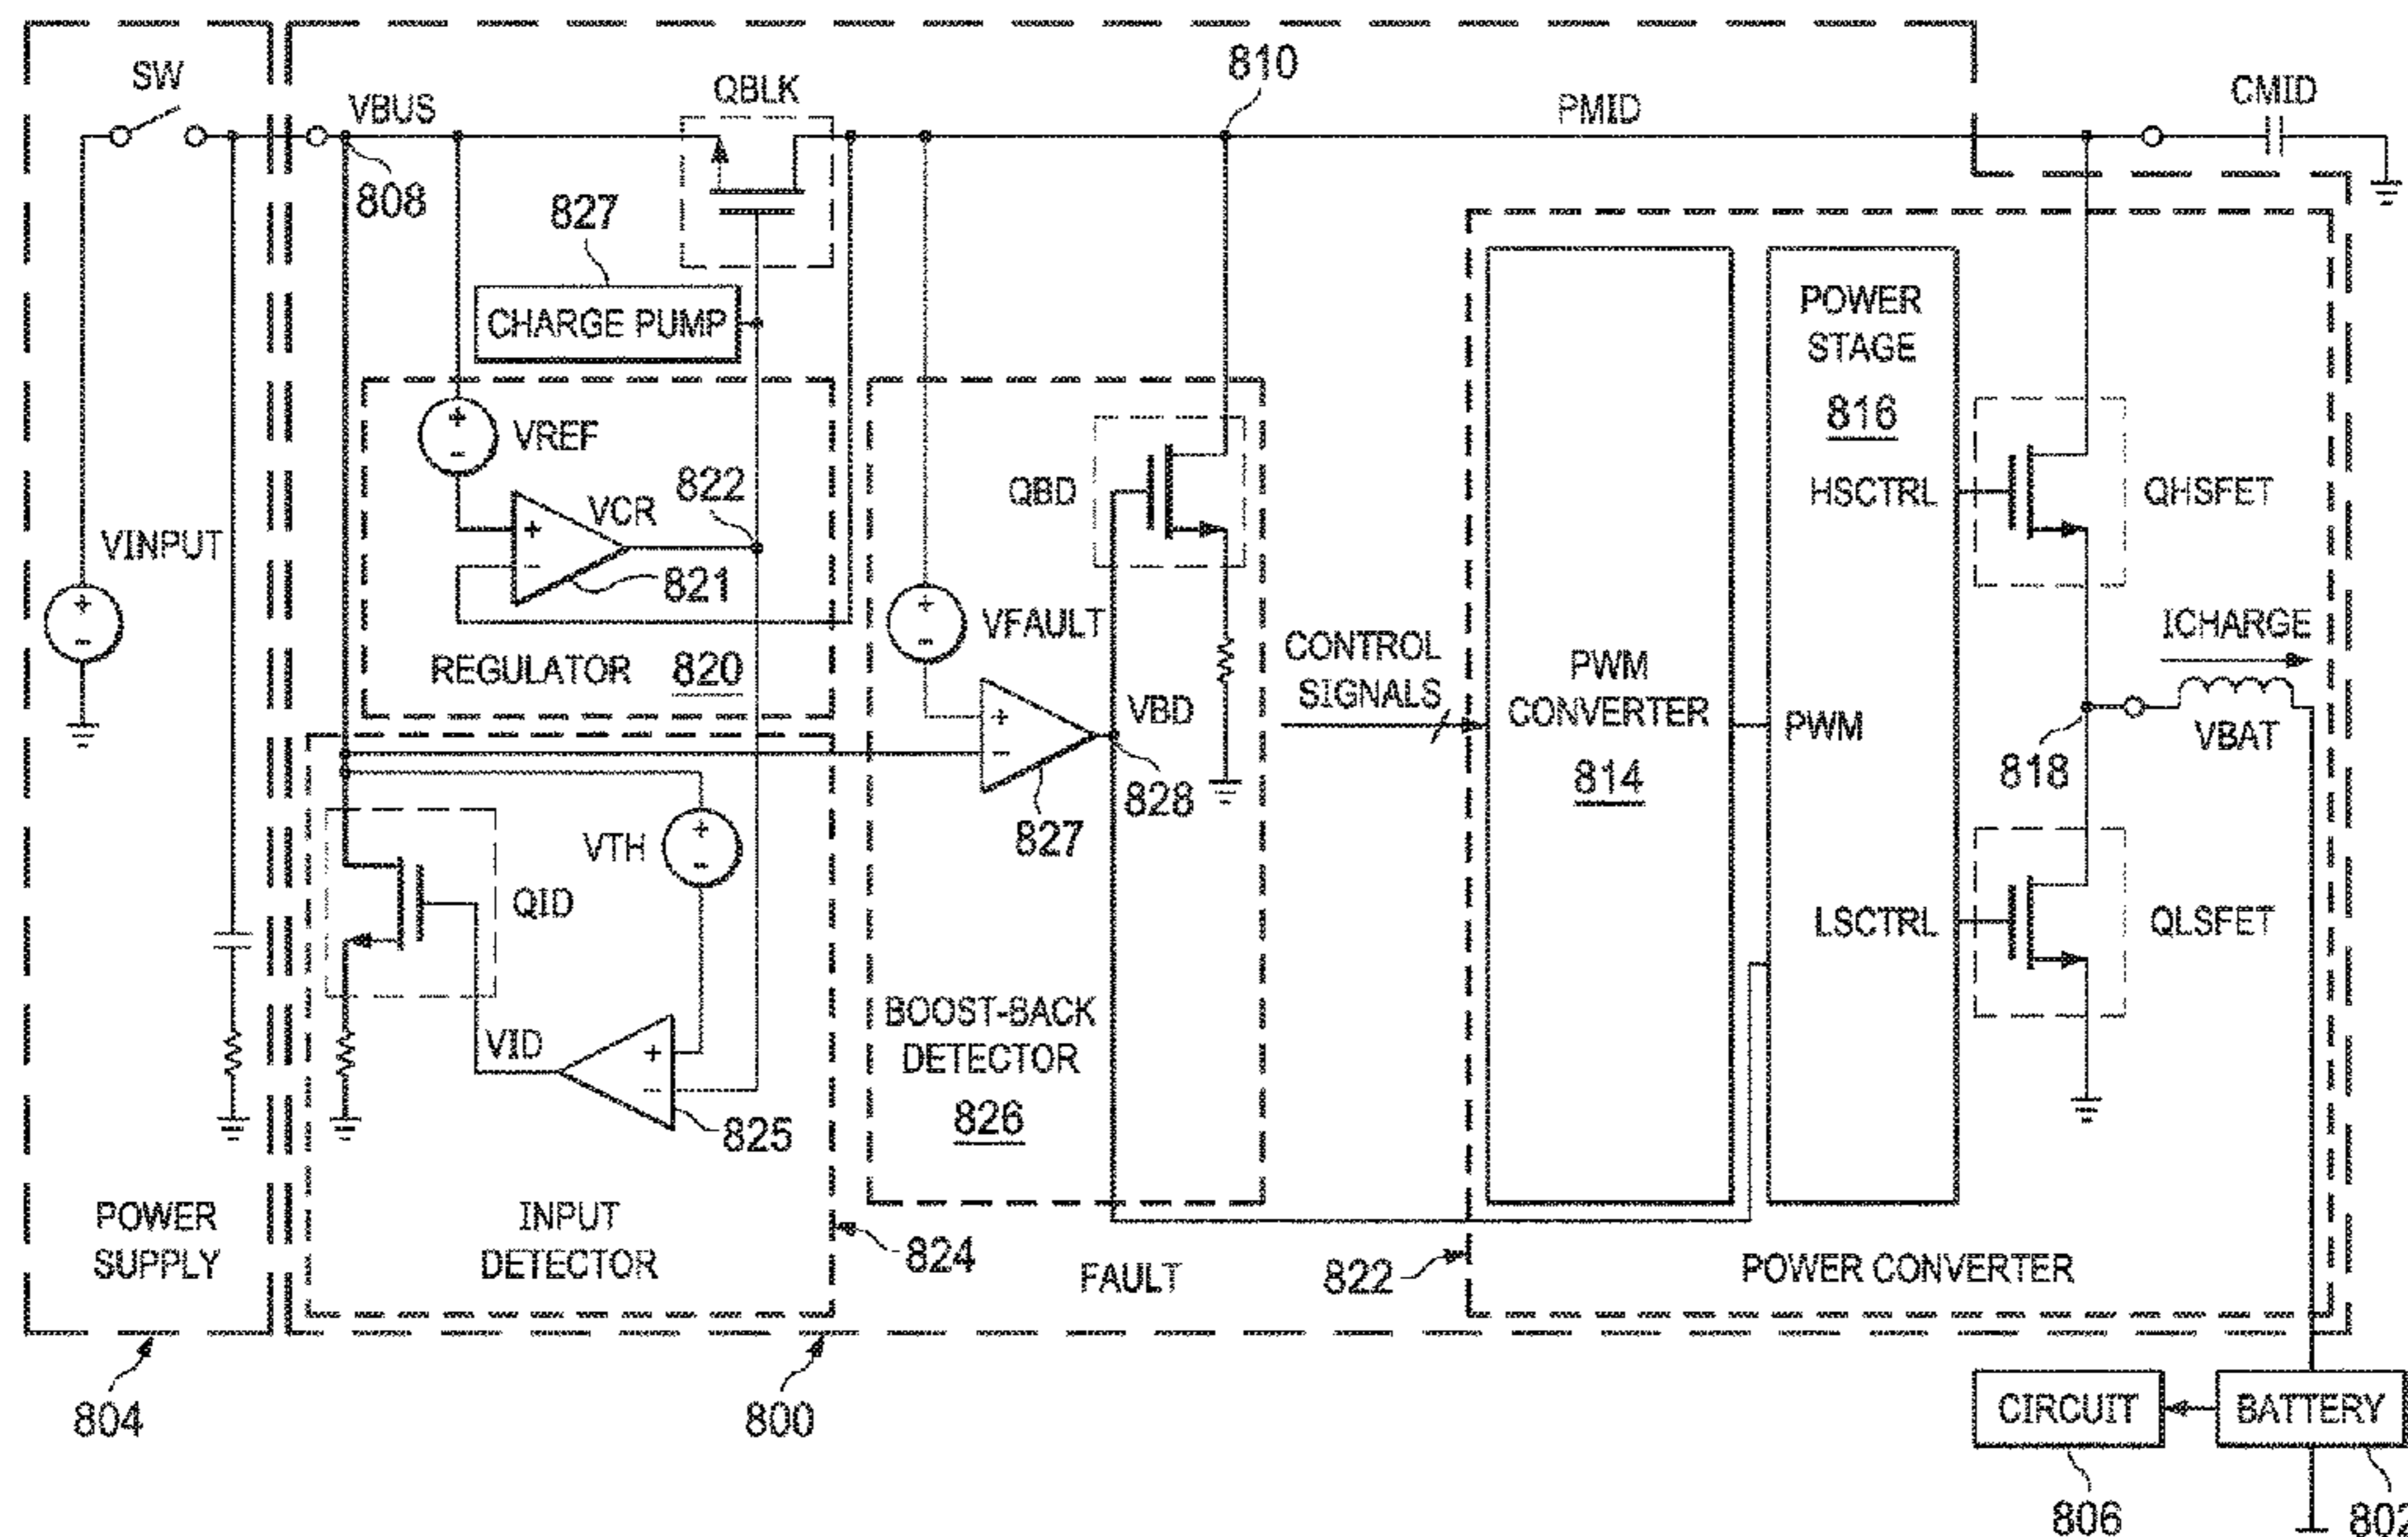 SW
VBUS
QBLK
810
PMID
CMID
808
827
CHARGE PUMP
POWER
STAGE
816
VREF
VCR
822
QBD
HSCTRL
QHSFET
VINPUT
+
-
821
VFAULT
CONTROL
SIGNALS
PWM
CONVERTER
814
ICHARGE
REGULATOR 820
VBD
PWM
VBAT
818
828
827
VTH
QID
LSCTRL
QLSFET
VID
825
BOOST-BACK
DETECTOR
826
POWER
SUPPLY
INPUT
DETECTOR
824
FAULT
822
POWER CONVERTER
804
800
CIRCUIT
BATTERY
806
802